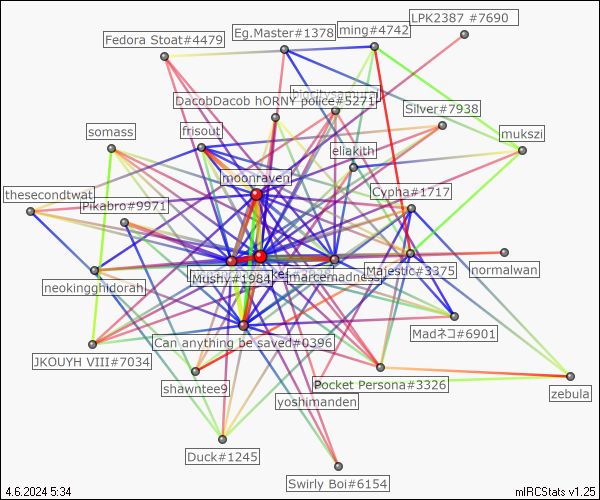 LPK2387 #7690
Eg.Master#1378
ming#4742
Fedora Stoat#4479
DacobDacob hORNY police#5271
Silver#7938
somass
frisout
mukszi
eliakith
moonraven
Cypha#1717
thesecondtwat
Pikabro#9971
Mushy#1984
marcemadness
Majestic#3375
normalwan
neokingghidorah
Madネコ#6901
Can anything be saved#0396
JKOUYH VIII#7034
shawntee9
Pocket Persona#3326
zebula
yoshimanden
Duck#1245
Swirly Boi#6154
4.6.2024 5:34
mIRCStats v1.25